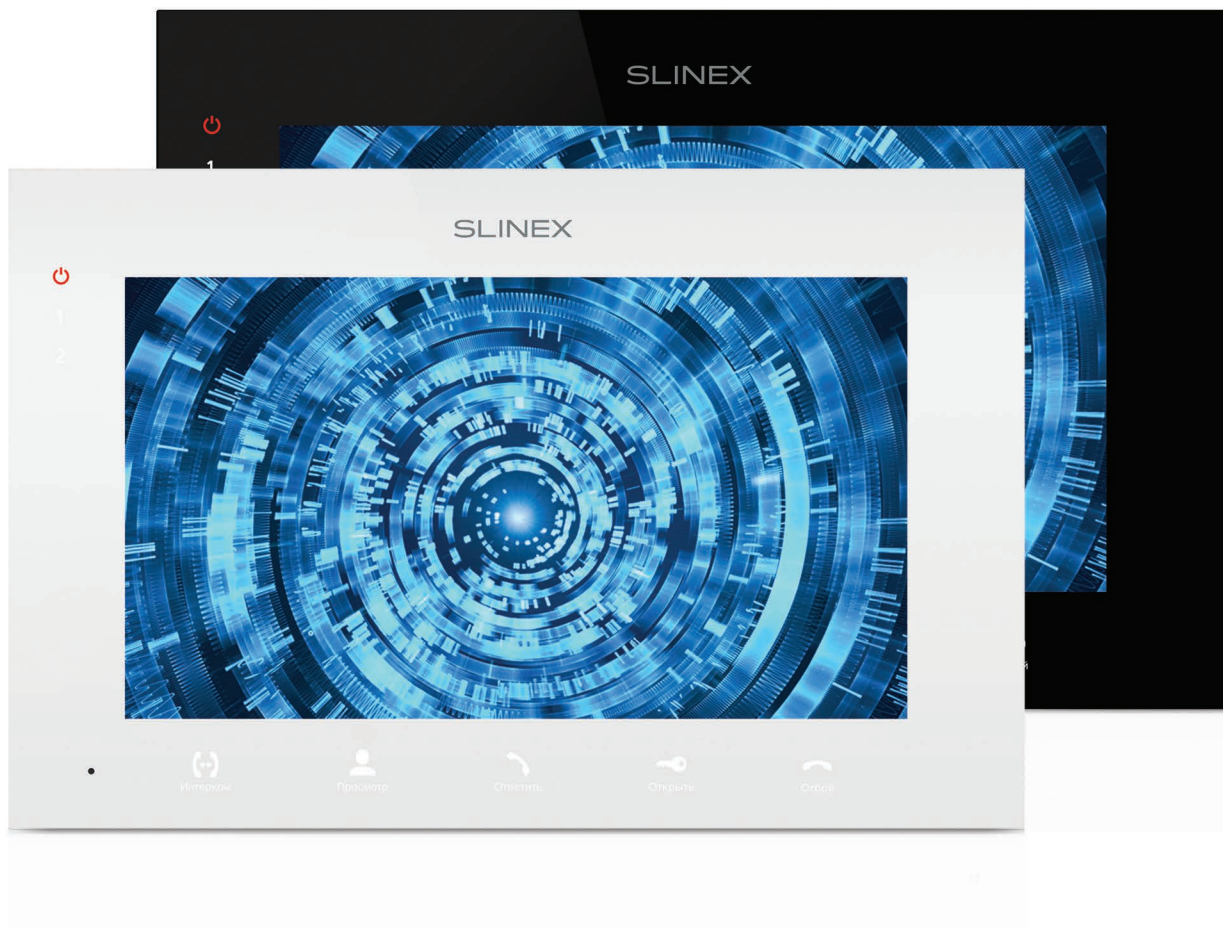 SLINEX
1
SLINEX
1
2
Интерком
Просмотр
Ответить
Открыть
Отбой
й